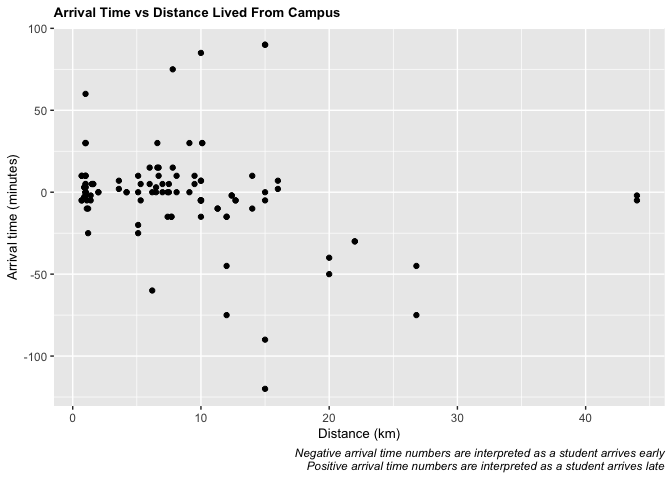 Arrival Time vs Distance Lived From Campus
100
50
0
-50
-100
Arrival time (minutes)
0 10 20 30 40
Distance (km)
Negative arrival time numbers are interpreted as a student arrives early
Positive arrival time numbers are interpreted as a student arrives late